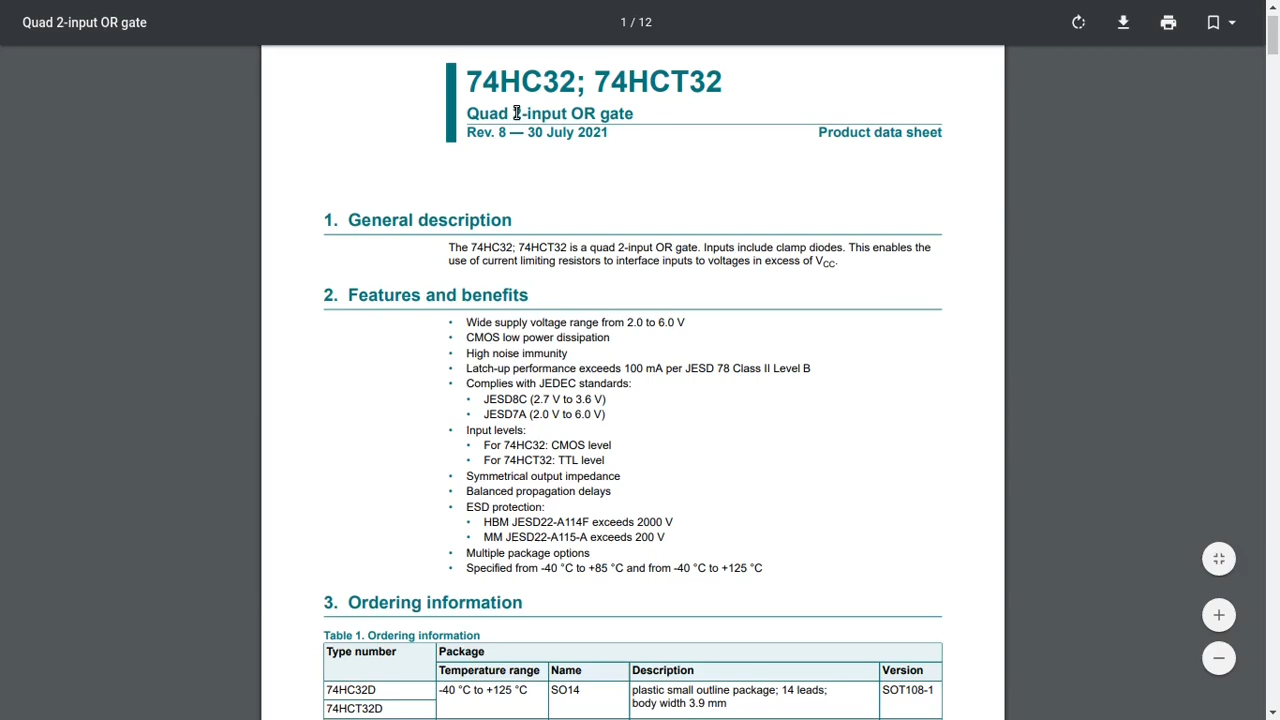 Quad 2-input OR gate
1 / 12
74HC32; 74HCT32
Quad 2-input OR gate
Rev. 8 — 30 July 2021 Product data sheet
1. General description
The 74HC32; 74HCT32 is a quad 2-input OR gate. Inputs include clamp diodes. This enables the
use of current limiting resistors to interface inputs to voltages in excess of VCC.
2. Features and benefits
• Wide supply voltage range from 2.0 to 6.0 V
• CMOS low power dissipation
• High noise immunity
• Latch-up performance exceeds 100 mA per JESD 78 Class II Level B
• Complies with JEDEC standards:
• JESD8C (2.7 V to 3.6 V)
• JESD7A (2.0 V to 6.0 V)
• Input levels:
• For 74HC32: CMOS level
• For 74HCT32: TTL level
• Symmetrical output impedance
• Balanced propagation delays
• ESD protection:
• HBM JESD22-A114F exceeds 2000 V
• MM JESD22-A115-A exceeds 200 V
• Multiple package options
• Specified from -40 °C to +85 °C and from -40 °C to +125 °C
3. Ordering information
Table 1. Ordering information
Type number Package
Temperature range Name Description Version
74HC32D -40 °C to +125 °C SO14 plastic small outline package; 14 leads; SOT108-1
body width 3.9 mm
74HCT32D